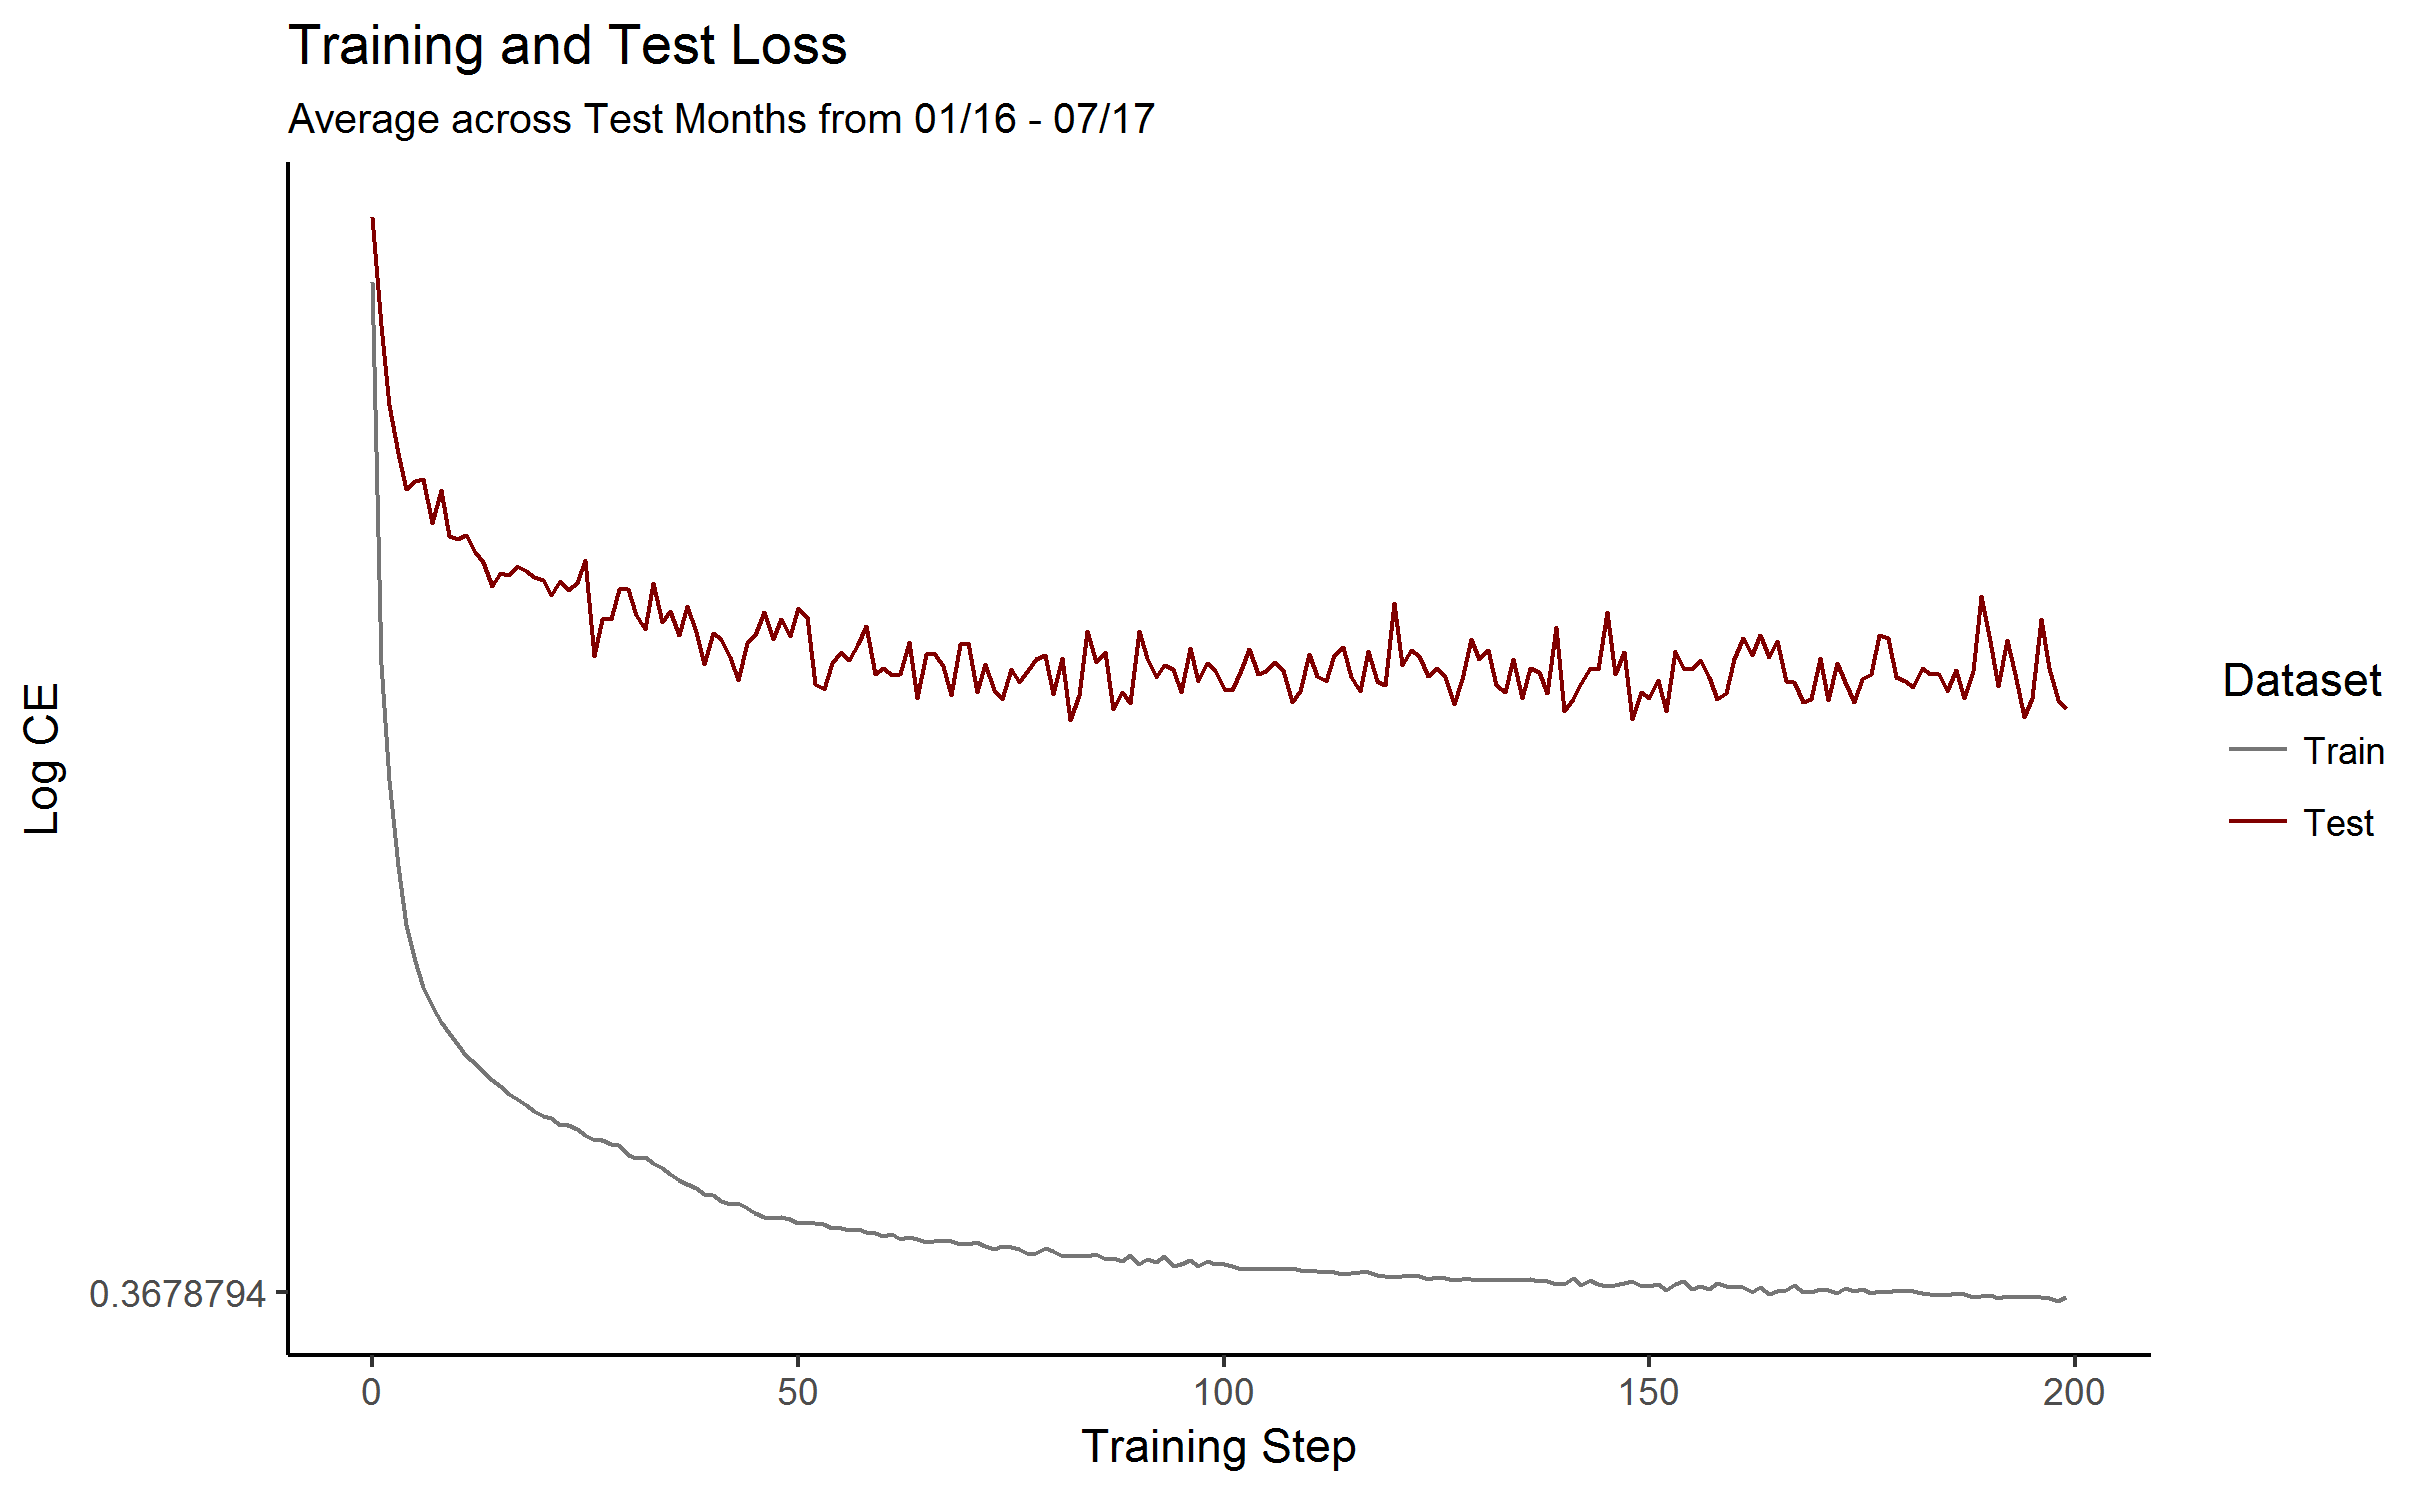 Training and Test Loss
Average across Test Months from 01/16 - 07/17
Log CE
0.3678794
0 50 100 150 200
Training Step
Dataset
Train
Test